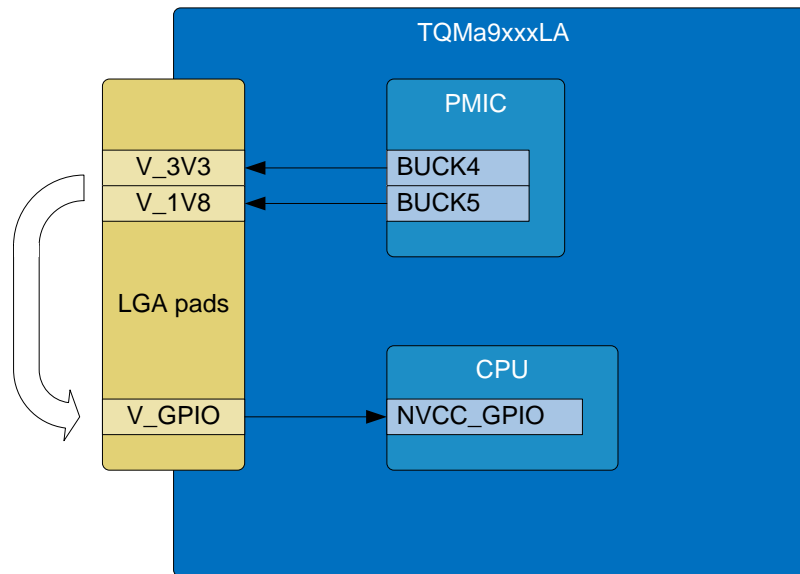 TQMa9xxxLA
PMIC
V_3V3
BUCK4
V_1V8
BUCK5
LGA pads
CPU
V_GPIO
NVCC_GPIO